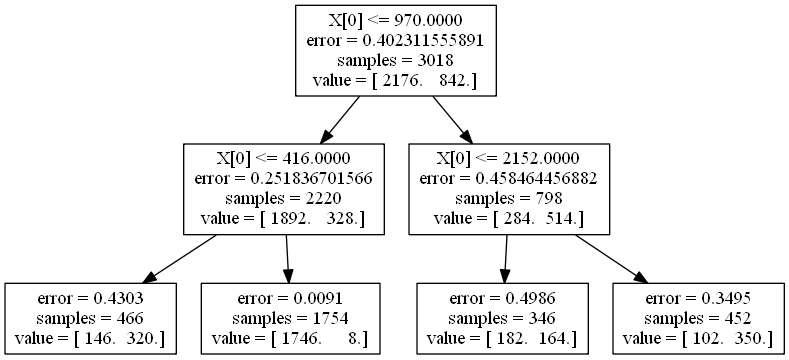 X[0] <= 970.0000
error = 0.402311555891
samples = 3018
value = [ 2176. 842.]
X[0] <= 416.0000
error = 0.251836701566
samples = 2220
value = [ 1892. 328.]
X[0] <= 2152.0000
error = 0.458464456882
samples = 798
value = [ 284. 514.]
error = 0.4303
samples = 466
value = [ 146. 320.]
error = 0.0091
samples = 1754
value = [ 1746. 8.]
error = 0.4986
samples = 346
value = [ 182. 164.]
error = 0.3495
samples = 452
value = [ 102. 350.]